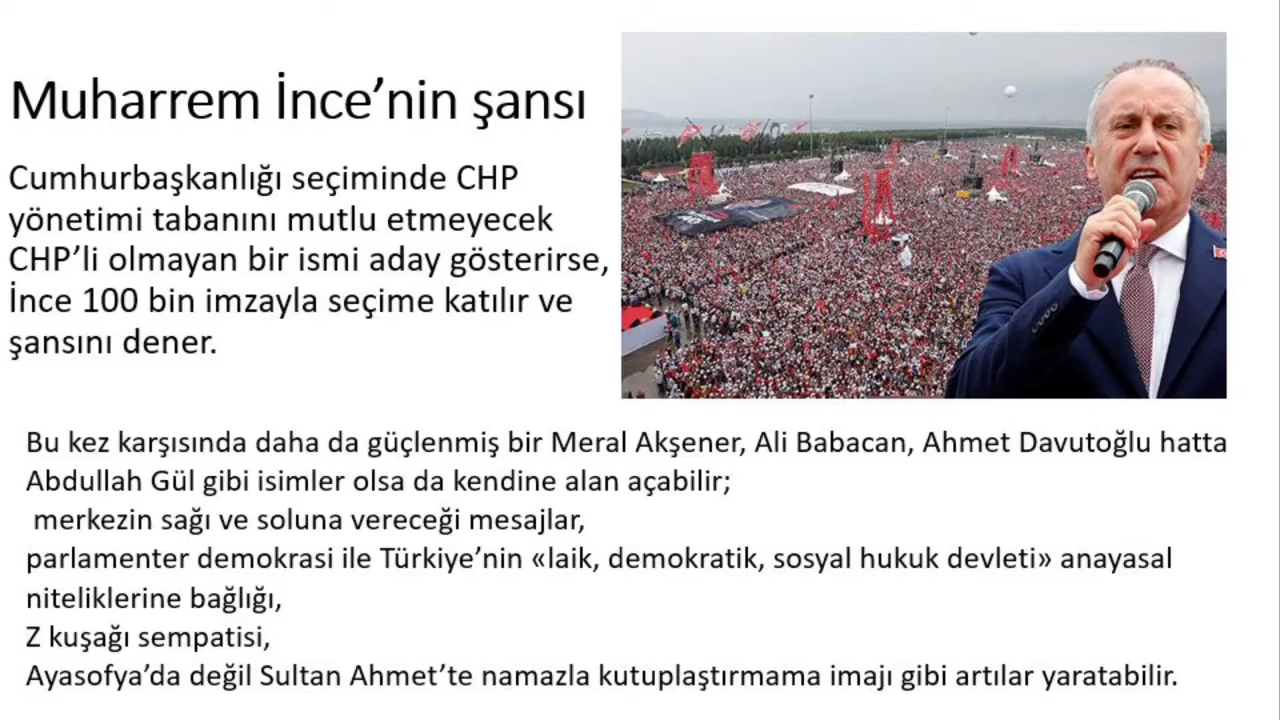 Muharrem İnce’nin şansı
Cumhurbaşkanlığı seçiminde CHP
yönetimi tabanını mutlu etmeyecek
CHP’li olmayan bir ismi aday gösterirse,
İnce 100 bin imzayla seçime katılır ve
şansını dener.
Bu kez karşısında daha da güçlenmiş bir Meral Akşener, Ali Babacan, Ahmet Davutoğlu hatta
Abdullah Gül gibi isimler olsa da kendine alan açabilir;
merkezin sağı ve soluna vereceği mesajlar,
parlamenter demokrasi ile Türkiye’nin «laik, demokratik, sosyal hukuk devleti» anayasal
niteliklerine bağlığı,
Z kuşağı sempatisi,
Ayasofya’da değil Sultan Ahmet’te namazla kutuplaştırmama imajı gibi artılar yaratabilir.